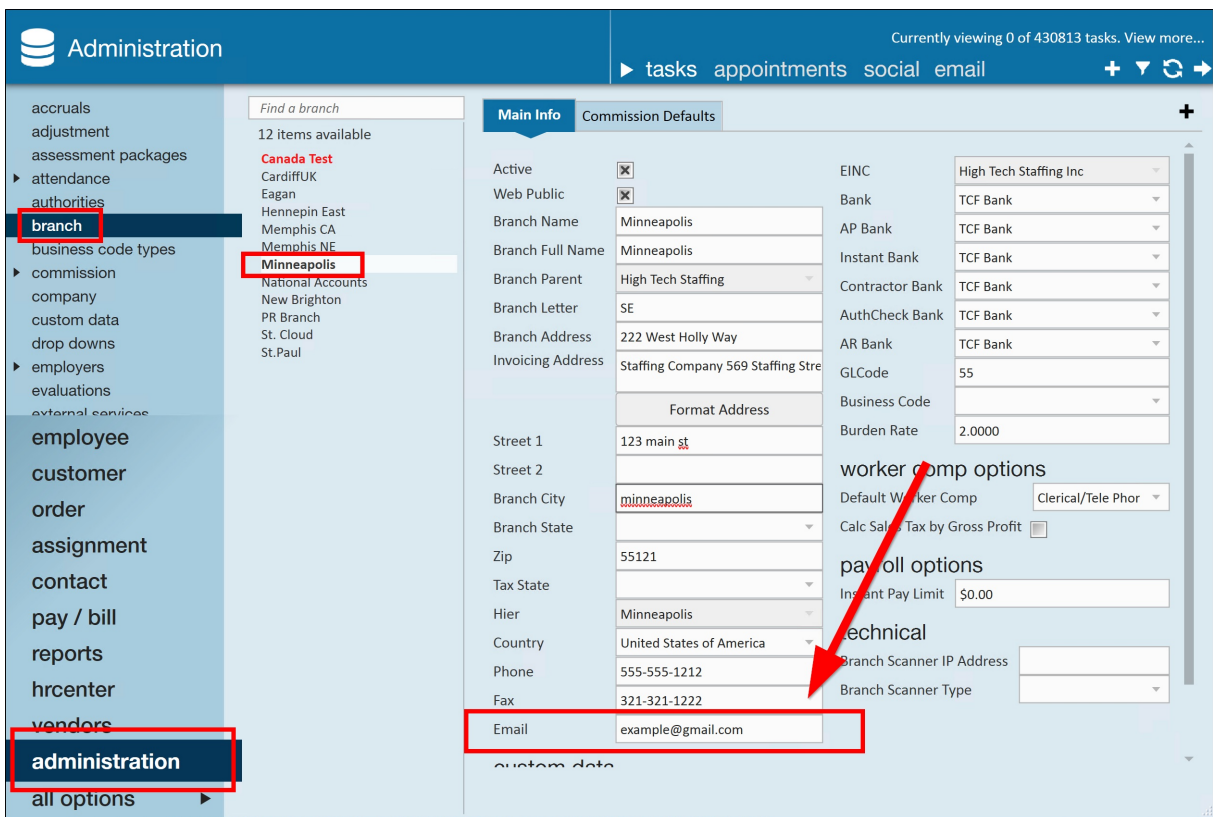 Administration
Currently viewing 0 of 430813 tasks. View more...
tasks appointments social email
accruals
adjustment
assessment packages
attendance
authorities
branch
business code types
commission
company
custom data
drop downs
employers
evaluations
external services
employee
customer
order
assignment
contact
pay / bill
reports
hrcenter
vendors
administration
all options
Find a branch
12 items available
Canada Test
CardiffUK
Eagan
Hennepin East
Memphis CA
Memphis NE
Minneapolis
National Accounts
New Brighton
PR Branch
St. Cloud
St.Paul
Main Info Commission Defaults
Active
Web Public
Branch Name Minneapolis
Branch Full Name Minneapolis
Branch Parent High Tech Staffing
Branch Letter SE
Branch Address 222 West Holly Way
Invoicing Address Staffing Company 569 Staffing Stre
Format Address
Street 1 123 main st
Street 2
Branch City minneapolis
Branch State
Zip 55121
Tax State
Hier Minneapolis
Country United States of America
Phone 555-555-1212
Fax 321-321-1222
Email example@gmail.com
custom data
EINC High Tech Staffing Inc
Bank TCF Bank
AP Bank TCF Bank
Instant Bank TCF Bank
Contractor Bank TCF Bank
AuthCheck Bank TCF Bank
AR Bank TCF Bank
GLCode 55
Business Code
Burden Rate 2.0000
worker comp options
Default Worker Comp Clerical/Tele Phor
Calc Sales Tax by Gross Profit
payroll options
Instant Pay Limit $0.00
technical
Branch Scanner IP Address
Branch Scanner Type